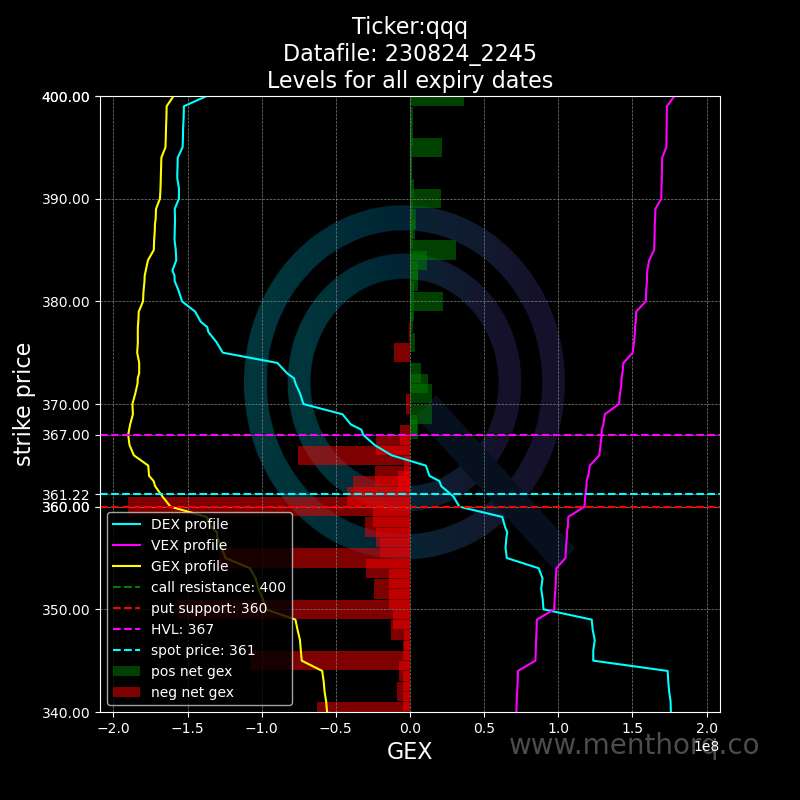 Ticker:qqq
Datafile: 230824_2245
Levels for all expiry dates
400.00
390.00
380.00
370.00
367.00
361.22
360.00
350.00
340.00
strike price
DEX profile
VEX profile
GEX profile
call resistance: 400
put support: 360
HVL: 367
spot price: 361
pos net gex
neg net gex
−2.0 −1.5 −1.0 −0.5 0.0 0.5 1.0 1.5 2.0
1e8
GEX
www.menthorq.co